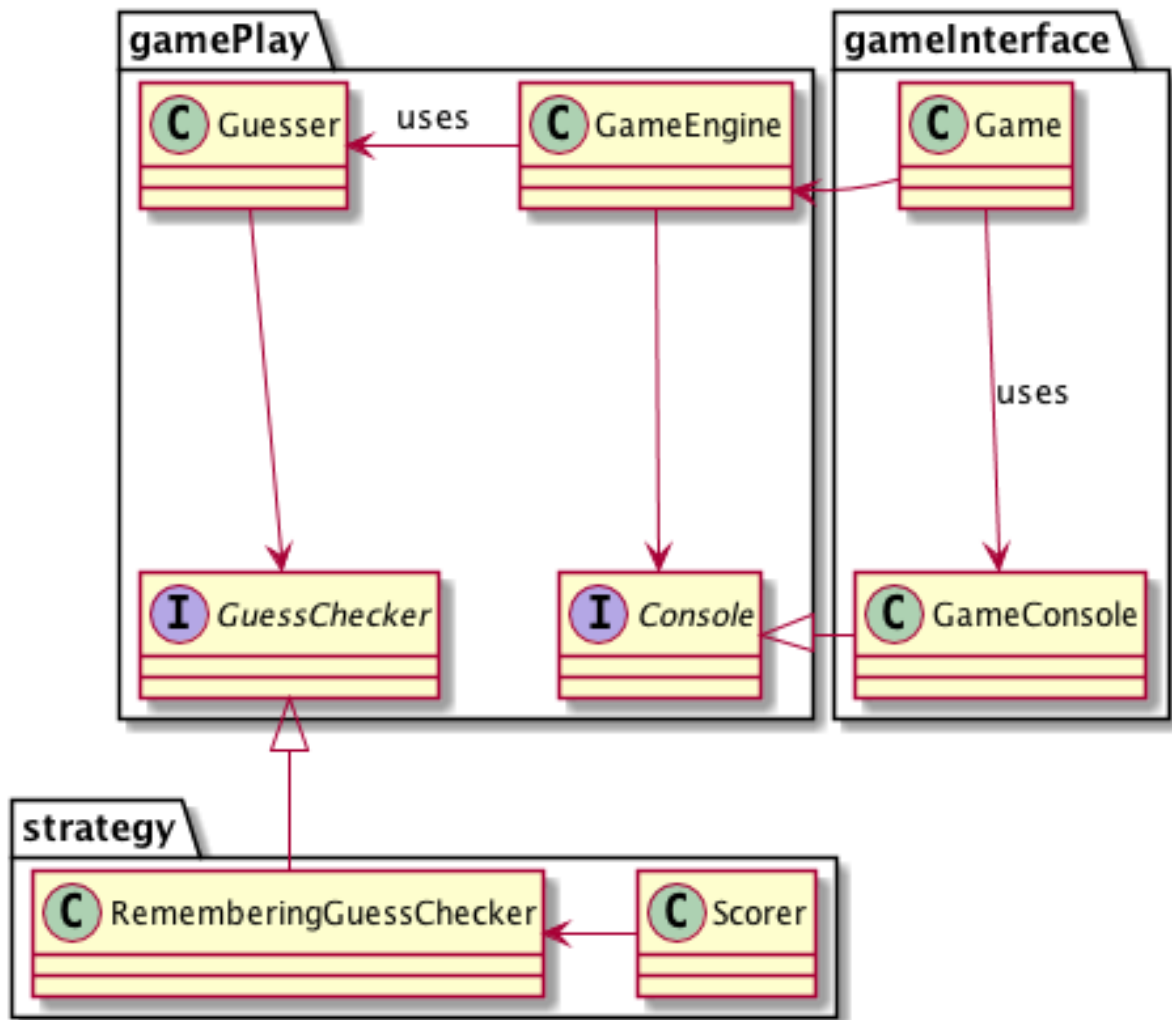 gamePlay
gameInterface
C Guesser
uses
C GameEngine
C Game
uses
I GuessChecker
I Console
C GameConsole
strategy
C RememberingGuessChecker
C Scorer